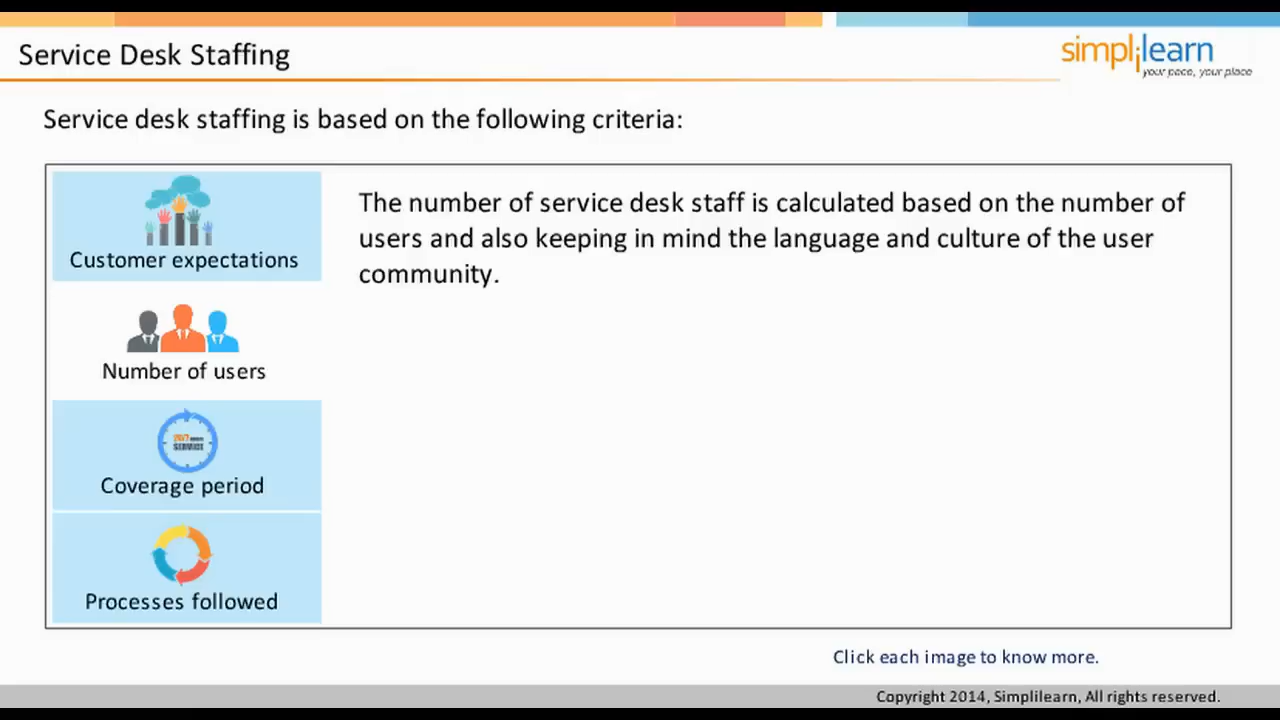 Service Desk Staffing
simplilearn
your pace, your place
Service desk staffing is based on the following criteria:
Customer expectations
The number of service desk staff is calculated based on the number of
users and also keeping in mind the language and culture of the user
community.
Number of users
24/7
SERVICE
Coverage period
Processes followed
Click each image to know more.
Copyright 2014, Simplilearn, All rights reserved.